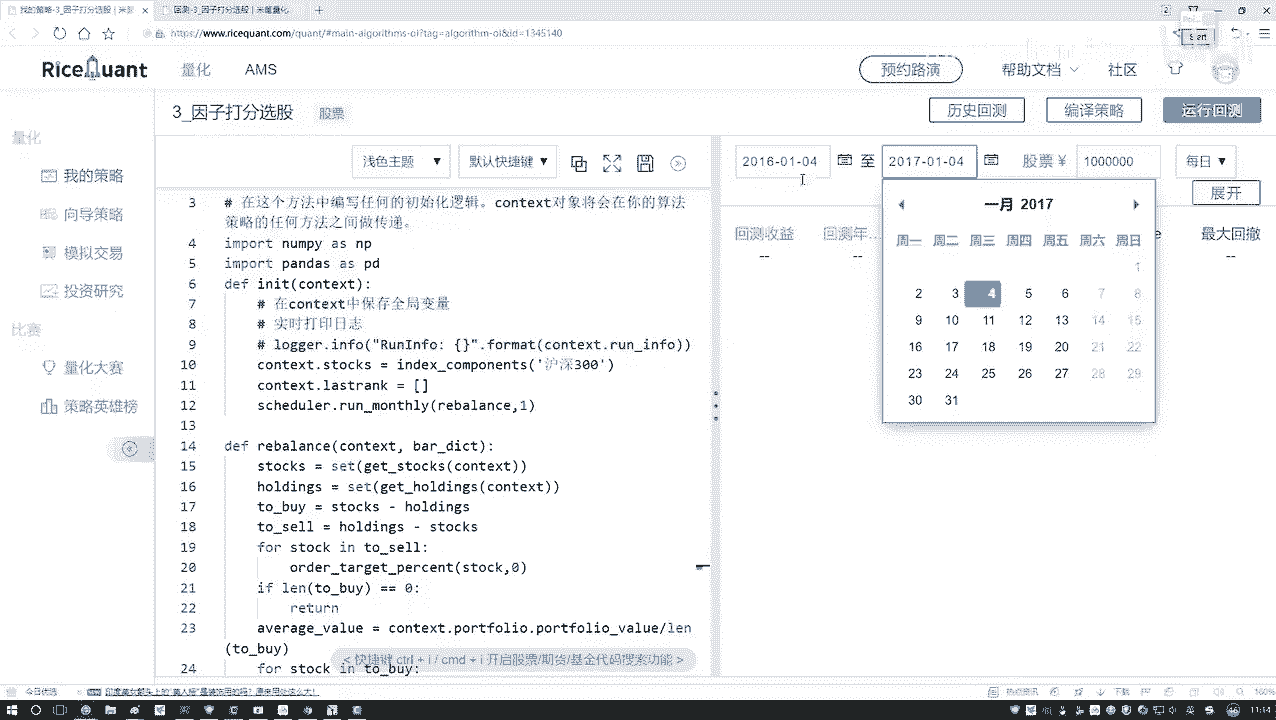 我的策略-3_因子打分选股 | 米
回测-3_因子打分选股 | 米筐量化
https://www.ricequant.com/quant/#main-algorithms-ol?tag=algorithm-ol&id=1345140
RiceQuant
量化
AMS
预约路演
帮助文档
社区
3_因子打分选股
股票
历史回测
编译策略
运行回测
量化
我的策略
向导策略
模拟交易
投资研究
比赛
量化大赛
策略英雄榜
浅色主题
默认快捷键
2016-01-04
至
2017-01-04
股票 ¥
1000000
每日
展开
回测收益
回测年...
最大回撤
--
--
--
一月 2017
周一 周二 周三 周四 周五 周六 周日
1
2 3 4 5 6 7 8
9 10 11 12 13 14 15
16 17 18 19 20 21 22
23 24 25 26 27 28 29
30 31
3 # 在这个方法中编写任何的初始化逻辑。context对象将会在你的算法
策略的任何方法之间做传递。
4 import numpy as np
5 import pandas as pd
6 def init(context):
7 # 在context中保存全局变量
8 # 实时打印日志
9 # logger.info("RunInfo: {}".format(context.run_info))
10 context.stocks = index_components('沪深300')
11 context.lastrank = []
12 scheduler.run_monthly(rebalance,1)
13
14 def rebalance(context, bar_dict):
15 stocks = set(get_stocks(context))
16 holdings = set(get_holdings(context))
17 to_buy = stocks - holdings
18 to_sell = holdings - stocks
19 for stock in to_sell:
20 order_target_percent(stock,0)
21 if len(to_buy) == 0:
22 return
23 average_value = context.portfolio.portfolio_value/len
(to_buy)
24 for stock in to_buy:
< 快捷键 ctrl + i / cmd + i 开启股票/期货/基金代码搜索功能 >
100%
11:14